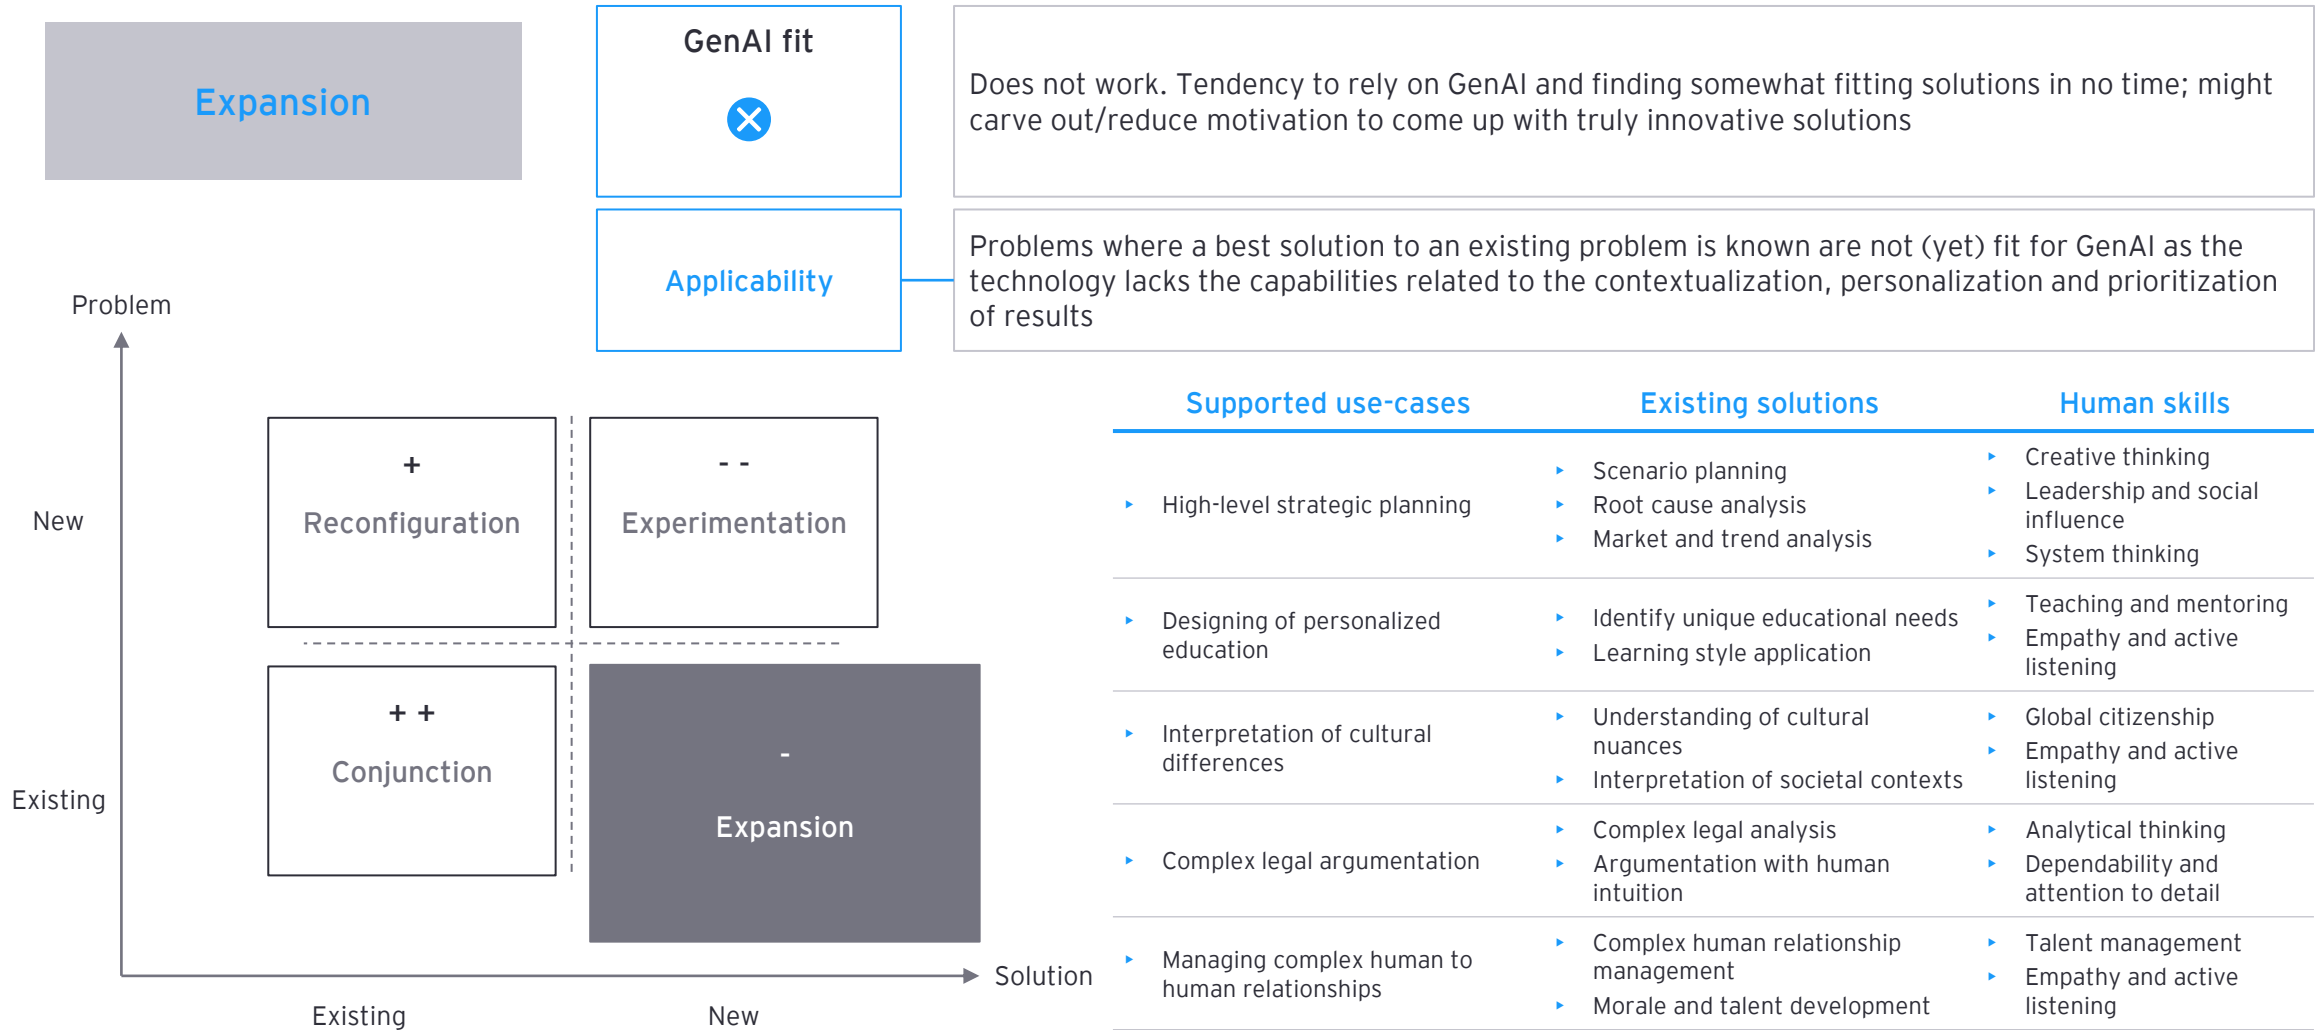 Expansion
GenAI fit
Does not work. Tendency to rely on GenAI and finding somewhat fitting solutions in no time; might
carve out/reduce motivation to come up with truly innovative solutions
Applicability
Problems where a best solution to an existing problem is known are not (yet) fit for GenAI as the
technology lacks the capabilities related to the contextualization, personalization and prioritization
of results
Problem
New
Existing
+
Reconfiguration
- -
Experimentation
+ +
Conjunction
-
Expansion
Solution
Existing
New
Supported use-cases
Existing solutions
Human skills
High-level strategic planning
Scenario planning
Root cause analysis
Market and trend analysis
Creative thinking
Leadership and social
influence
System thinking
Designing of personalized
education
Identify unique educational needs
Learning style application
Teaching and mentoring
Empathy and active
listening
Interpretation of cultural
differences
Understanding of cultural
nuances
Interpretation of societal contexts
Global citizenship
Empathy and active
listening
Complex legal argumentation
Complex legal analysis
Argumentation with human
intuition
Analytical thinking
Dependability and
attention to detail
Managing complex human to
human relationships
Complex human relationship
management
Morale and talent development
Talent management
Empathy and active
listening